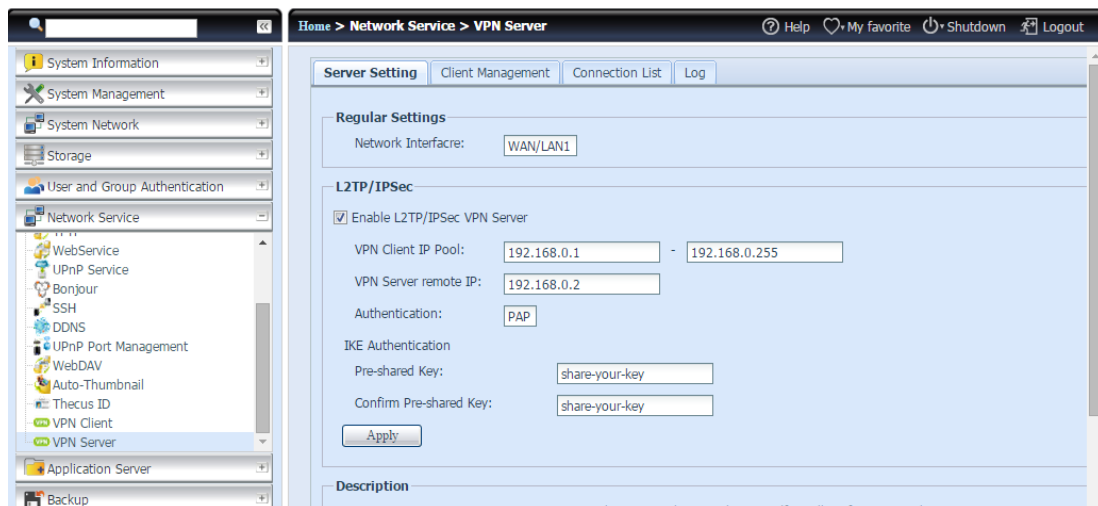 Home > Network Service > VPN Server
Help My favorite Shutdown Logout
System Information
System Management
System Network
Storage
User and Group Authentication
Network Service
WebService
UPnP Service
Bonjour
SSH
DDNS
UPnP Port Management
WebDAV
Auto-Thumbnail
Thecus ID
VPN Client
VPN Server
Application Server
Backup
Server Setting Client Management Connection List Log
Regular Settings
Network Interfacre: WAN/LAN1
L2TP/IPSec
Enable L2TP/IPSec VPN Server
VPN Client IP Pool: 192.168.0.1 - 192.168.0.255
VPN Server remote IP: 192.168.0.2
Authentication: PAP
IKE Authentication
Pre-shared Key: share-your-key
Confirm Pre-shared Key: share-your-key
Apply
Description